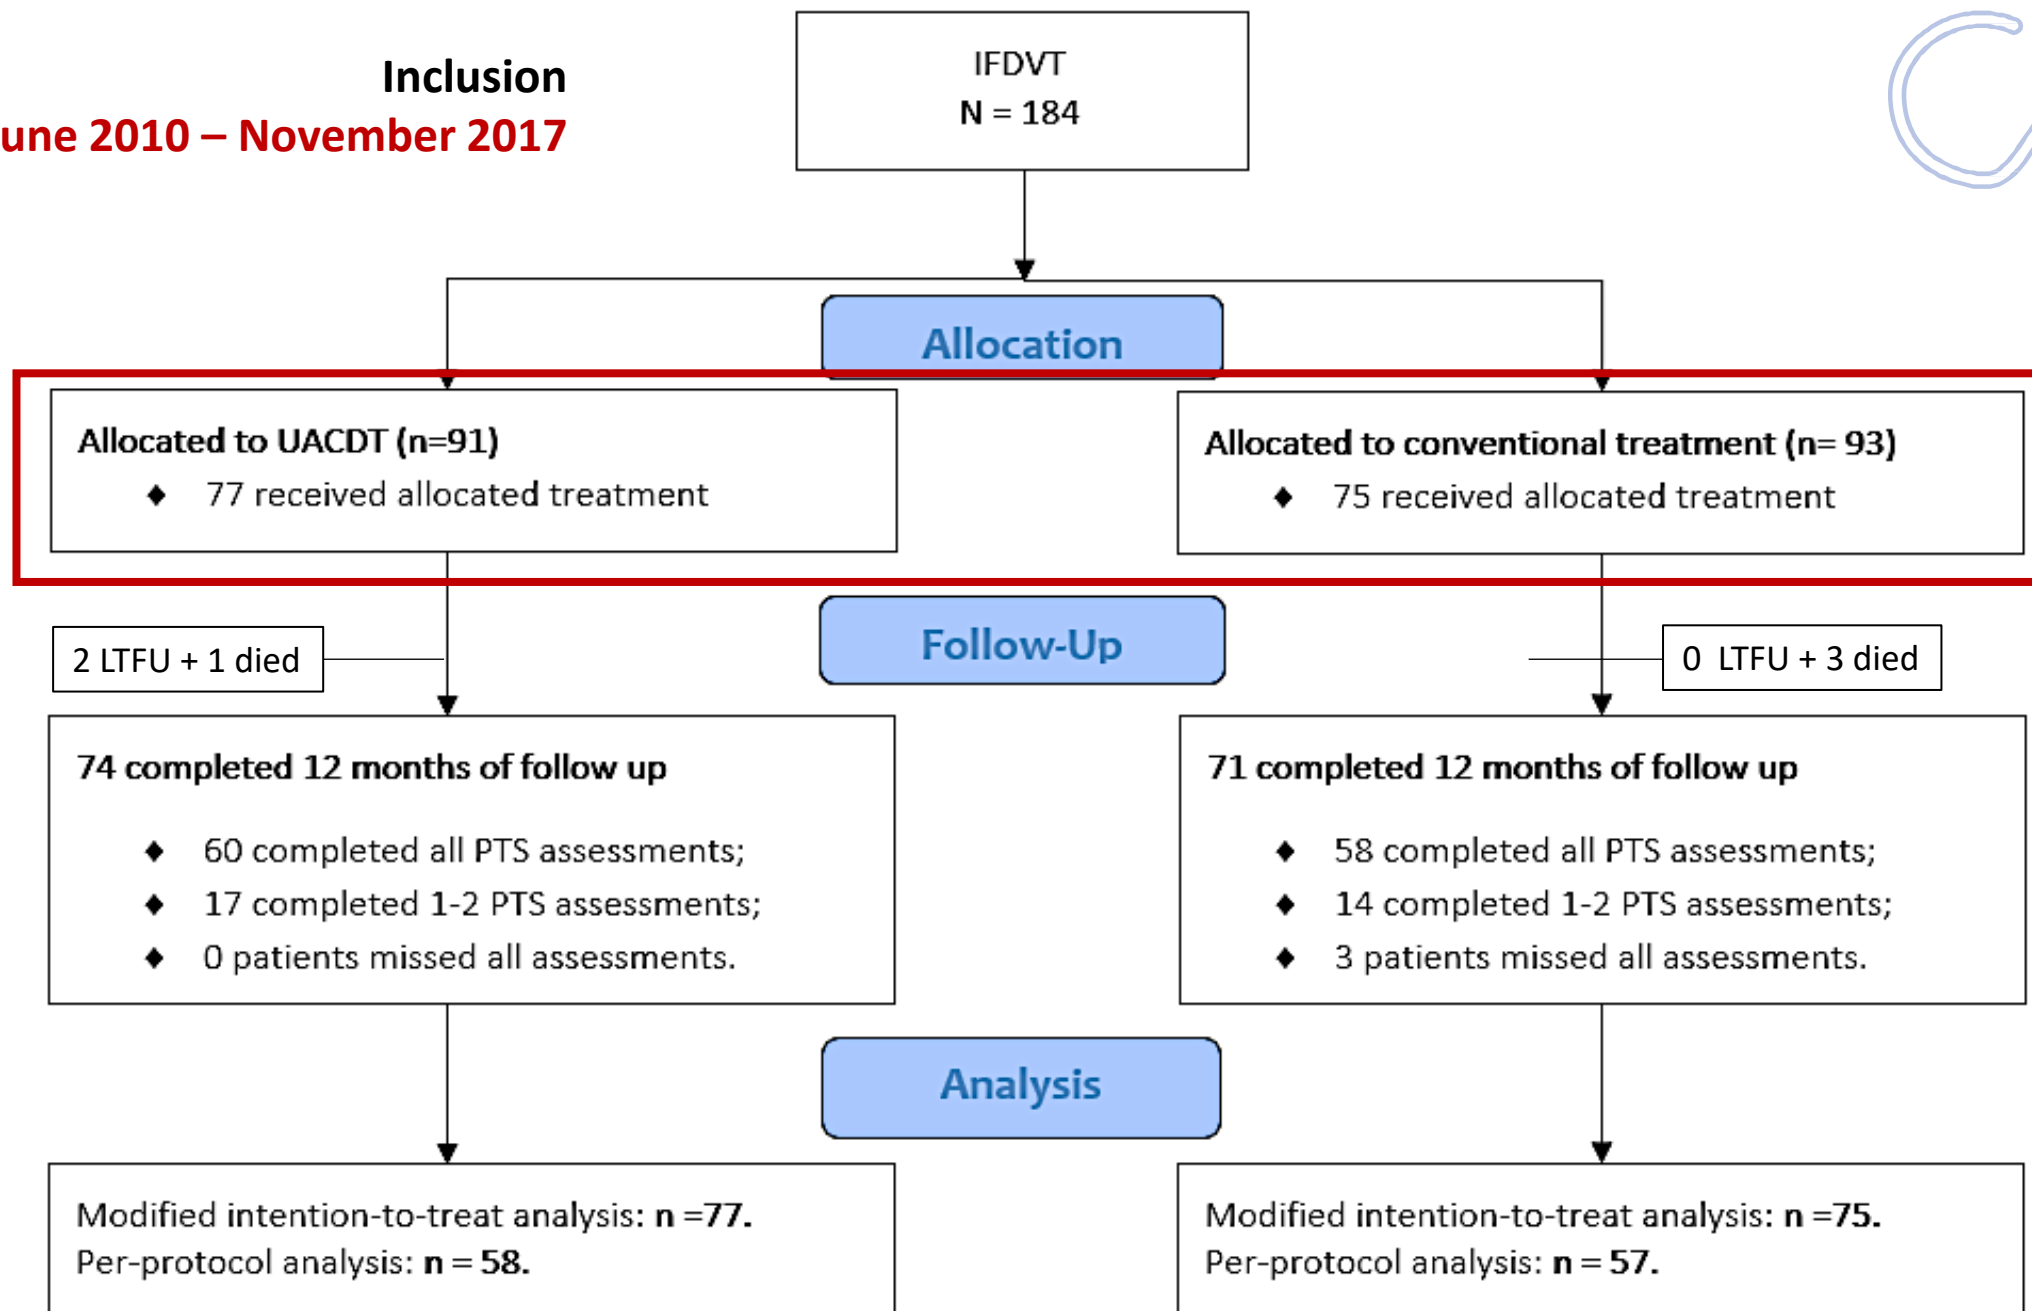 Inclusion
une 2010 – November 2017
IFDVT
N = 184
Allocation
Allocated to UACDT (n=91)
♦ 77 received allocated treatment
Allocated to conventional treatment (n= 93)
♦ 75 received allocated treatment
Follow-Up
2 LTFU + 1 died
0 LTFU + 3 died
74 completed 12 months of follow up
♦ 60 completed all PTS assessments;
♦ 17 completed 1-2 PTS assessments;
♦ 0 patients missed all assessments.
71 completed 12 months of follow up
♦ 58 completed all PTS assessments;
♦ 14 completed 1-2 PTS assessments;
♦ 3 patients missed all assessments.
Analysis
Modified intention-to-treat analysis: n =77.
Per-protocol analysis: n = 58.
Modified intention-to-treat analysis: n =75.
Per-protocol analysis: n = 57.